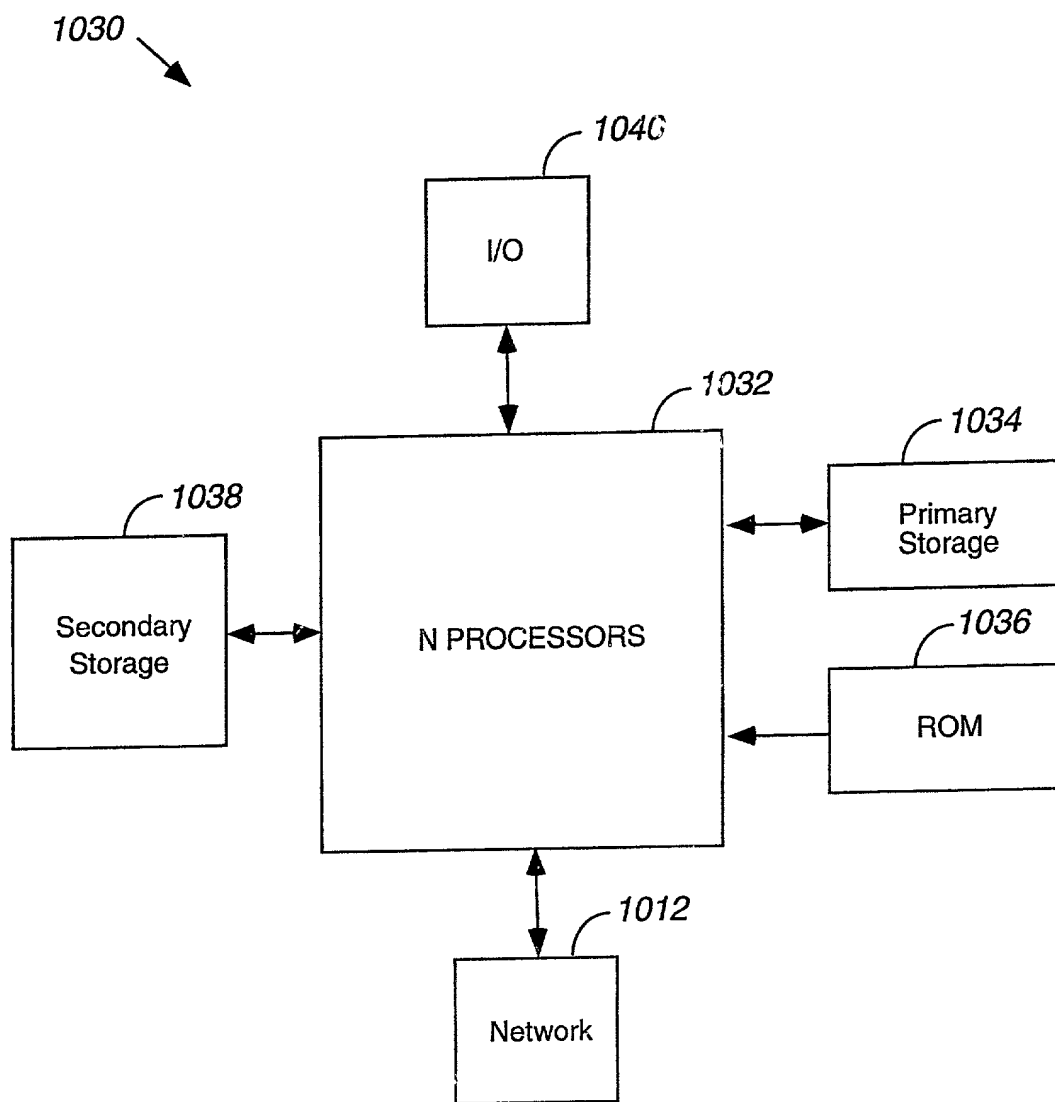 1030
1040
I/O
1032
1034
Primary
Storage
1038
Secondary
Storage
N PROCESSORS
1036
ROM
1012
Network